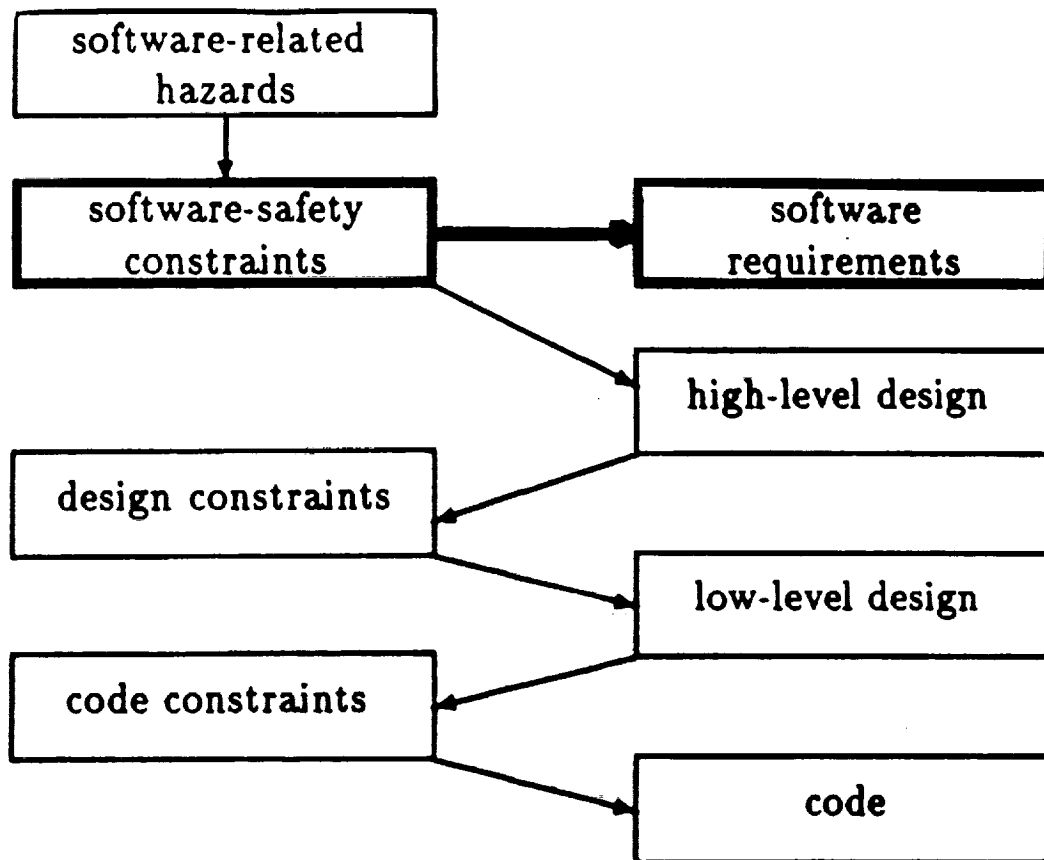 software-related
hazards
software-safety
constraints
software
requirements
high-level design
design constraints
low-level design
code constraints
code